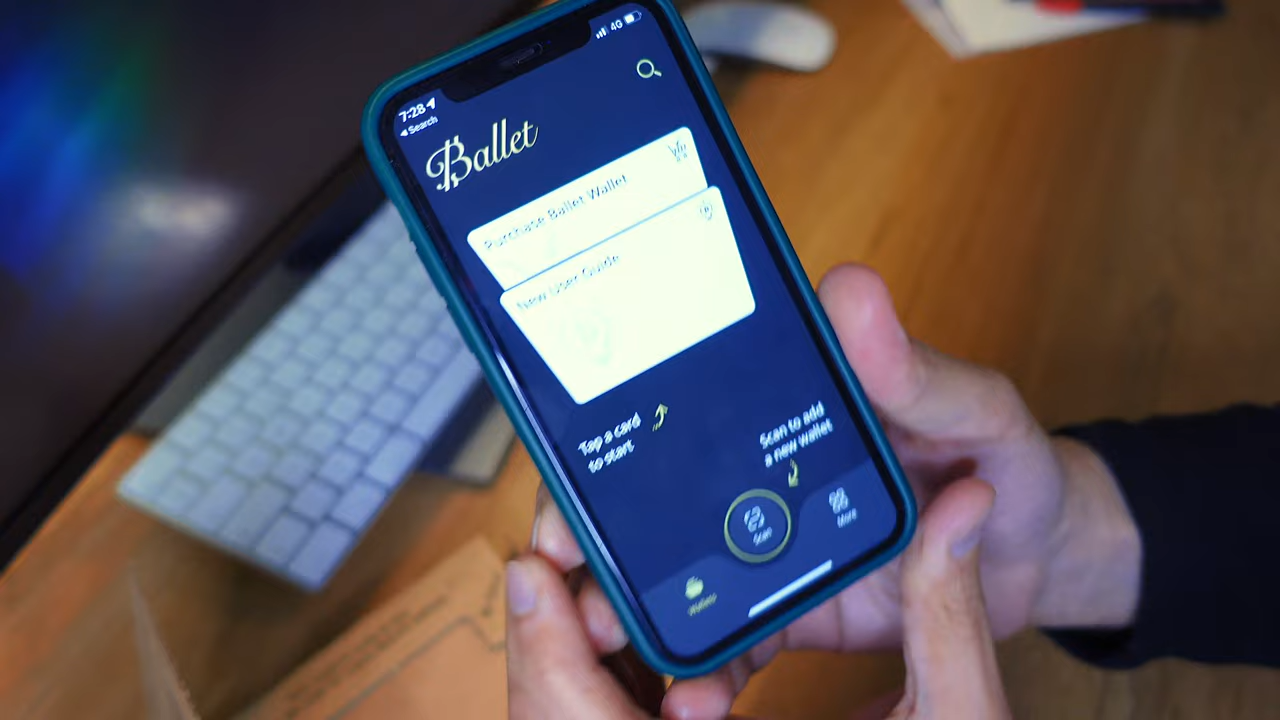 4G
7:28
Search
Ballet
Purchase Ballet Wallet
New User Guide
Tap a card
to start
Scan to add
a new wallet
Scan
More
Wallets